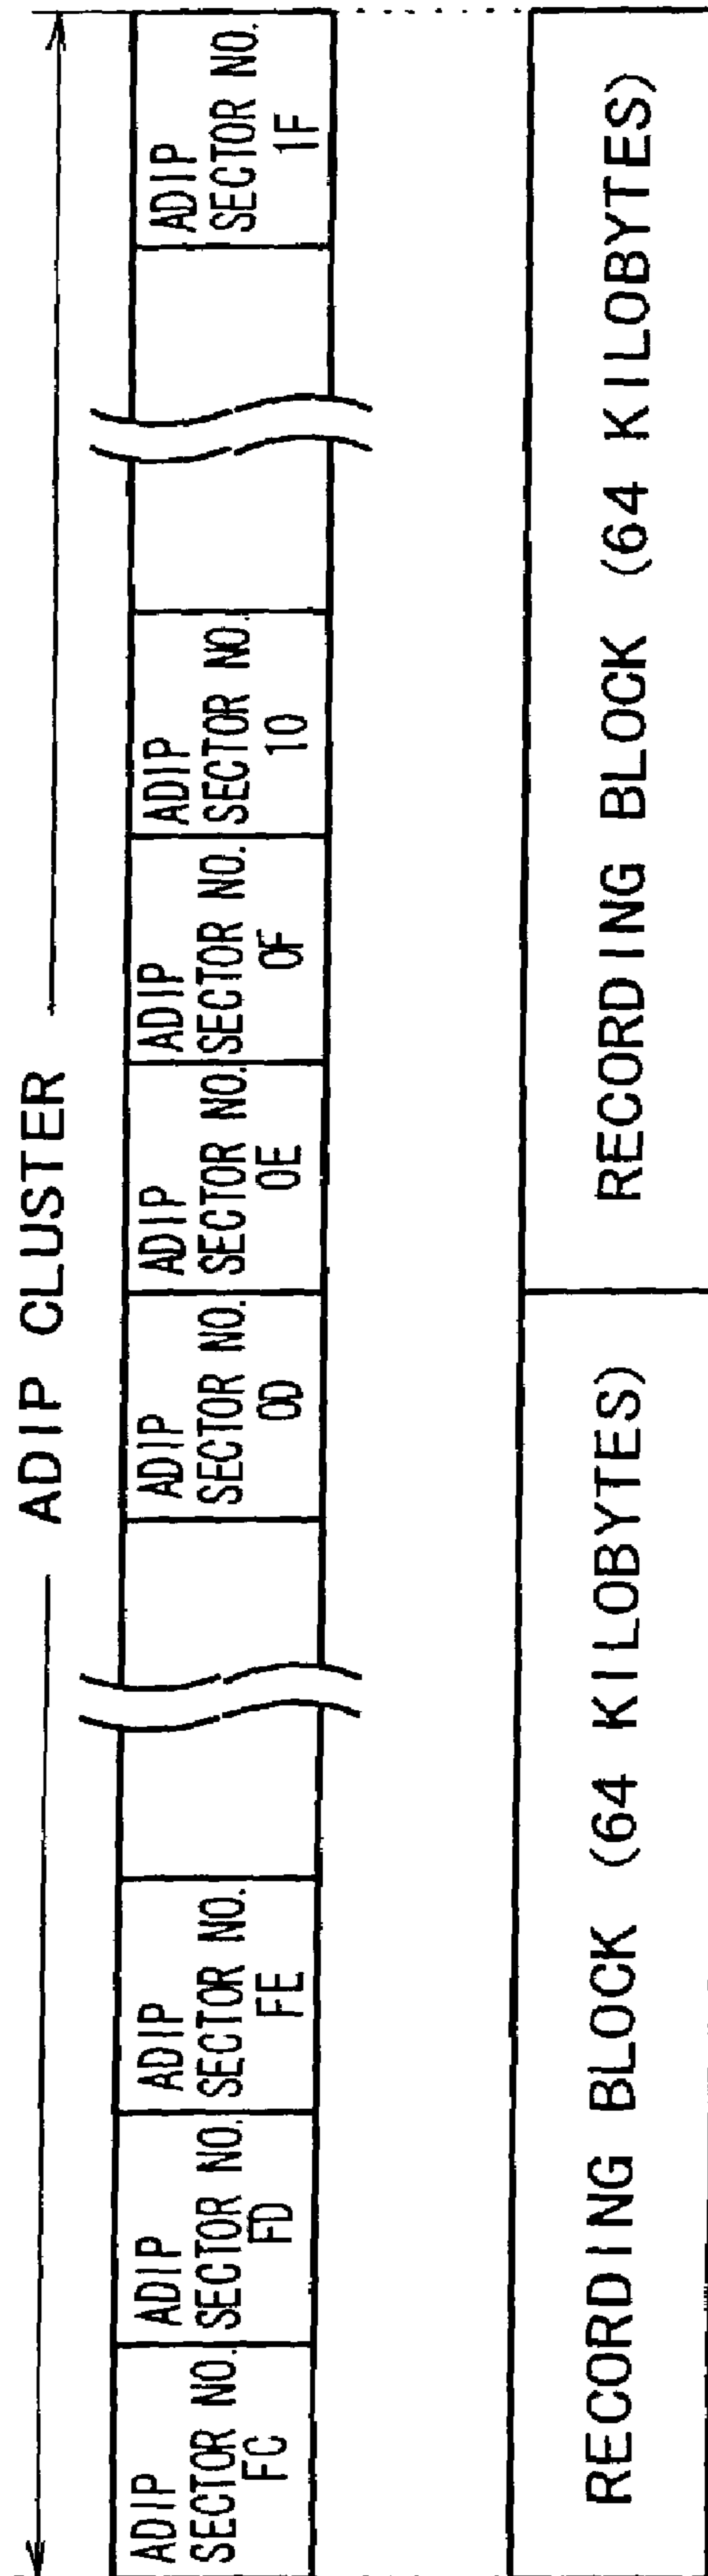 ADIP CLUSTER
ADIP
SECTOR NO.
FC
ADIP
SECTOR NO.
FD
ADIP
SECTOR NO.
FE
ADIP
SECTOR NO.
0D
ADIP
SECTOR NO.
0E
ADIP
SECTOR NO.
0F
ADIP
SECTOR NO.
10
ADIP
SECTOR NO.
1F
RECORDING BLOCK (64 KILOBYTES)
RECORDING BLOCK (64 KILOBYTES)